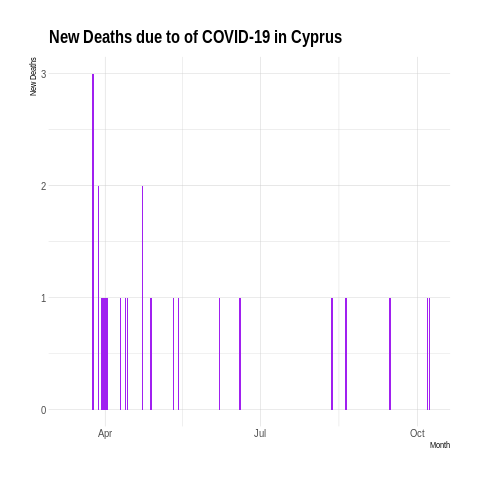 New Deaths due to of COVID-19 in Cyprus
New Deaths
3
2
1
0
Apr
Jul
Oct
Month